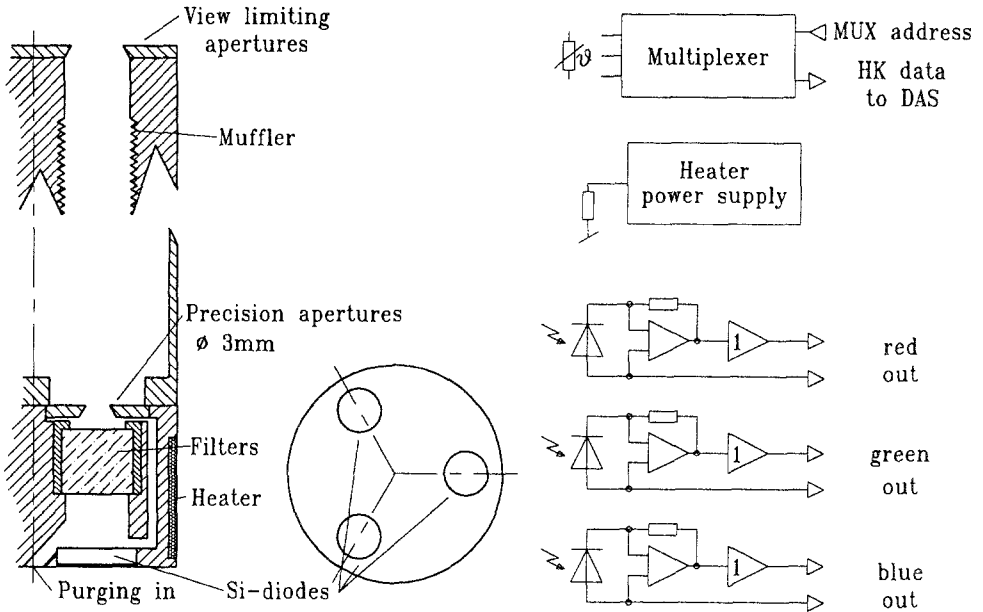 View limiting
apertures
Muffler
Precision apertures
ø 3mm
Filters
Heater
Purging in
Si-diodes
ϑ
Multiplexer
MUX address
HK data
to DAS
Heater
power supply
1
red
out
1
green
out
1
blue
out